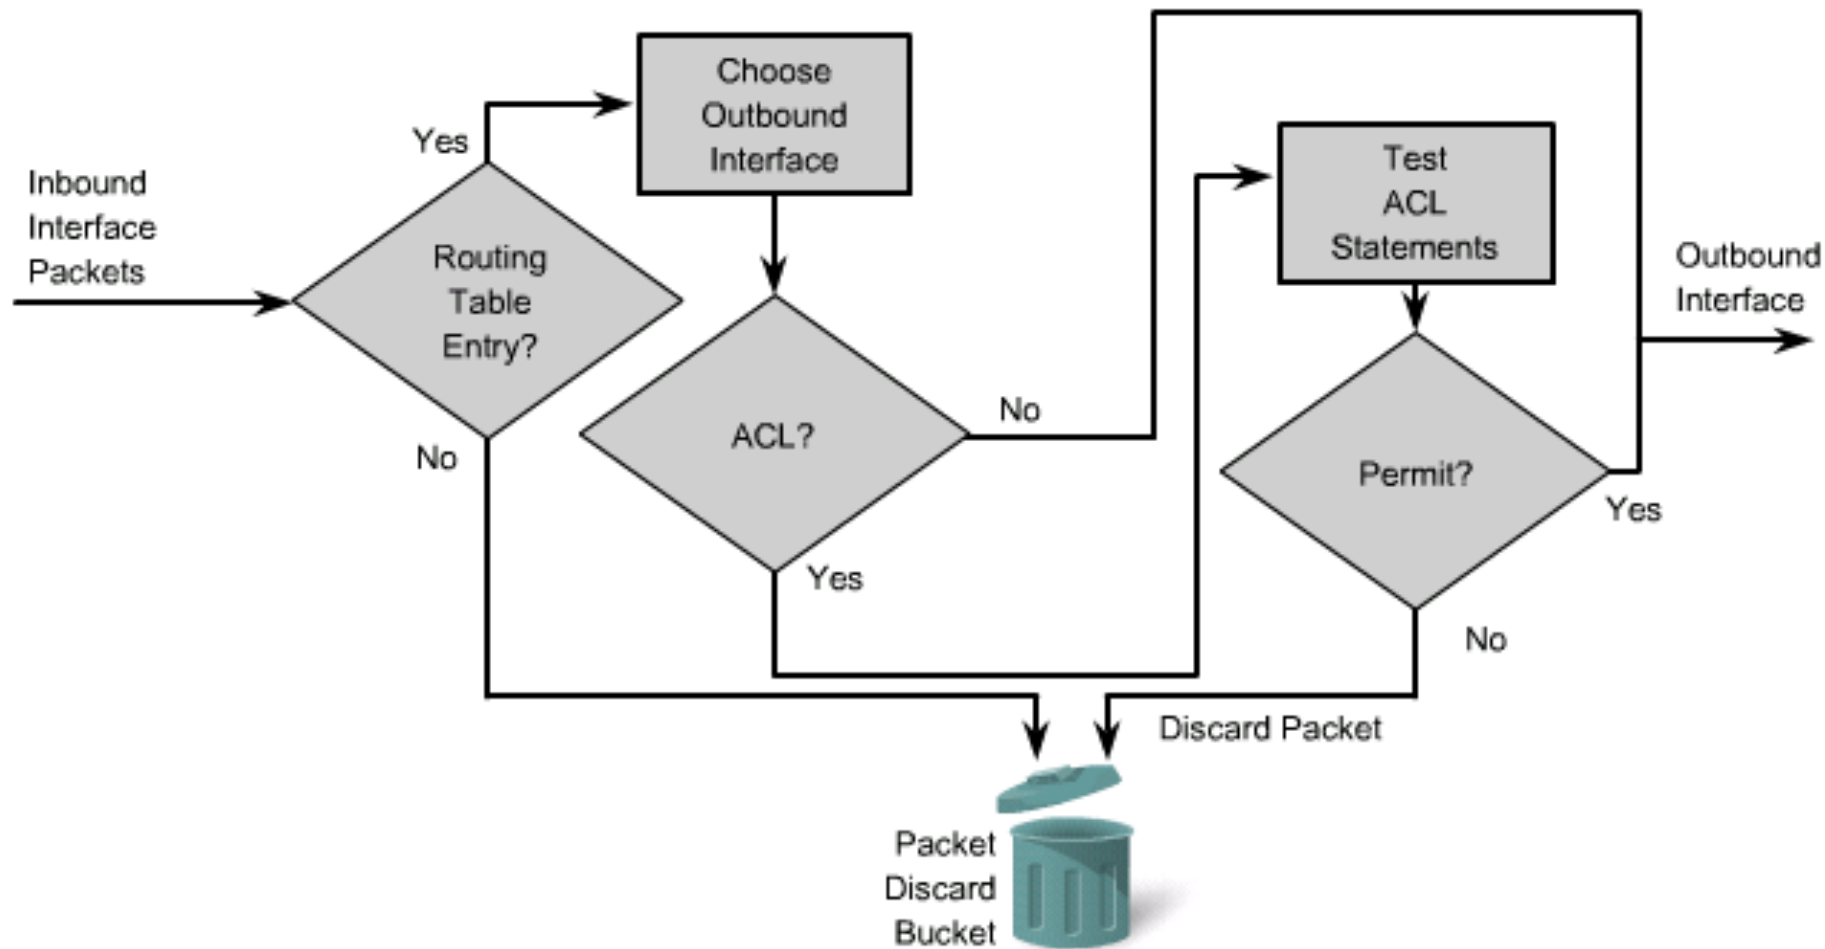 Inbound
Interface
Packets
Yes
Routing
Table
Entry?
No
Choose
Outbound
Interface
ACL?
No
Yes
Test
ACL
Statements
Permit?
Yes
No
Outbound
Interface
Discard Packet
Packet
Discard
Bucket